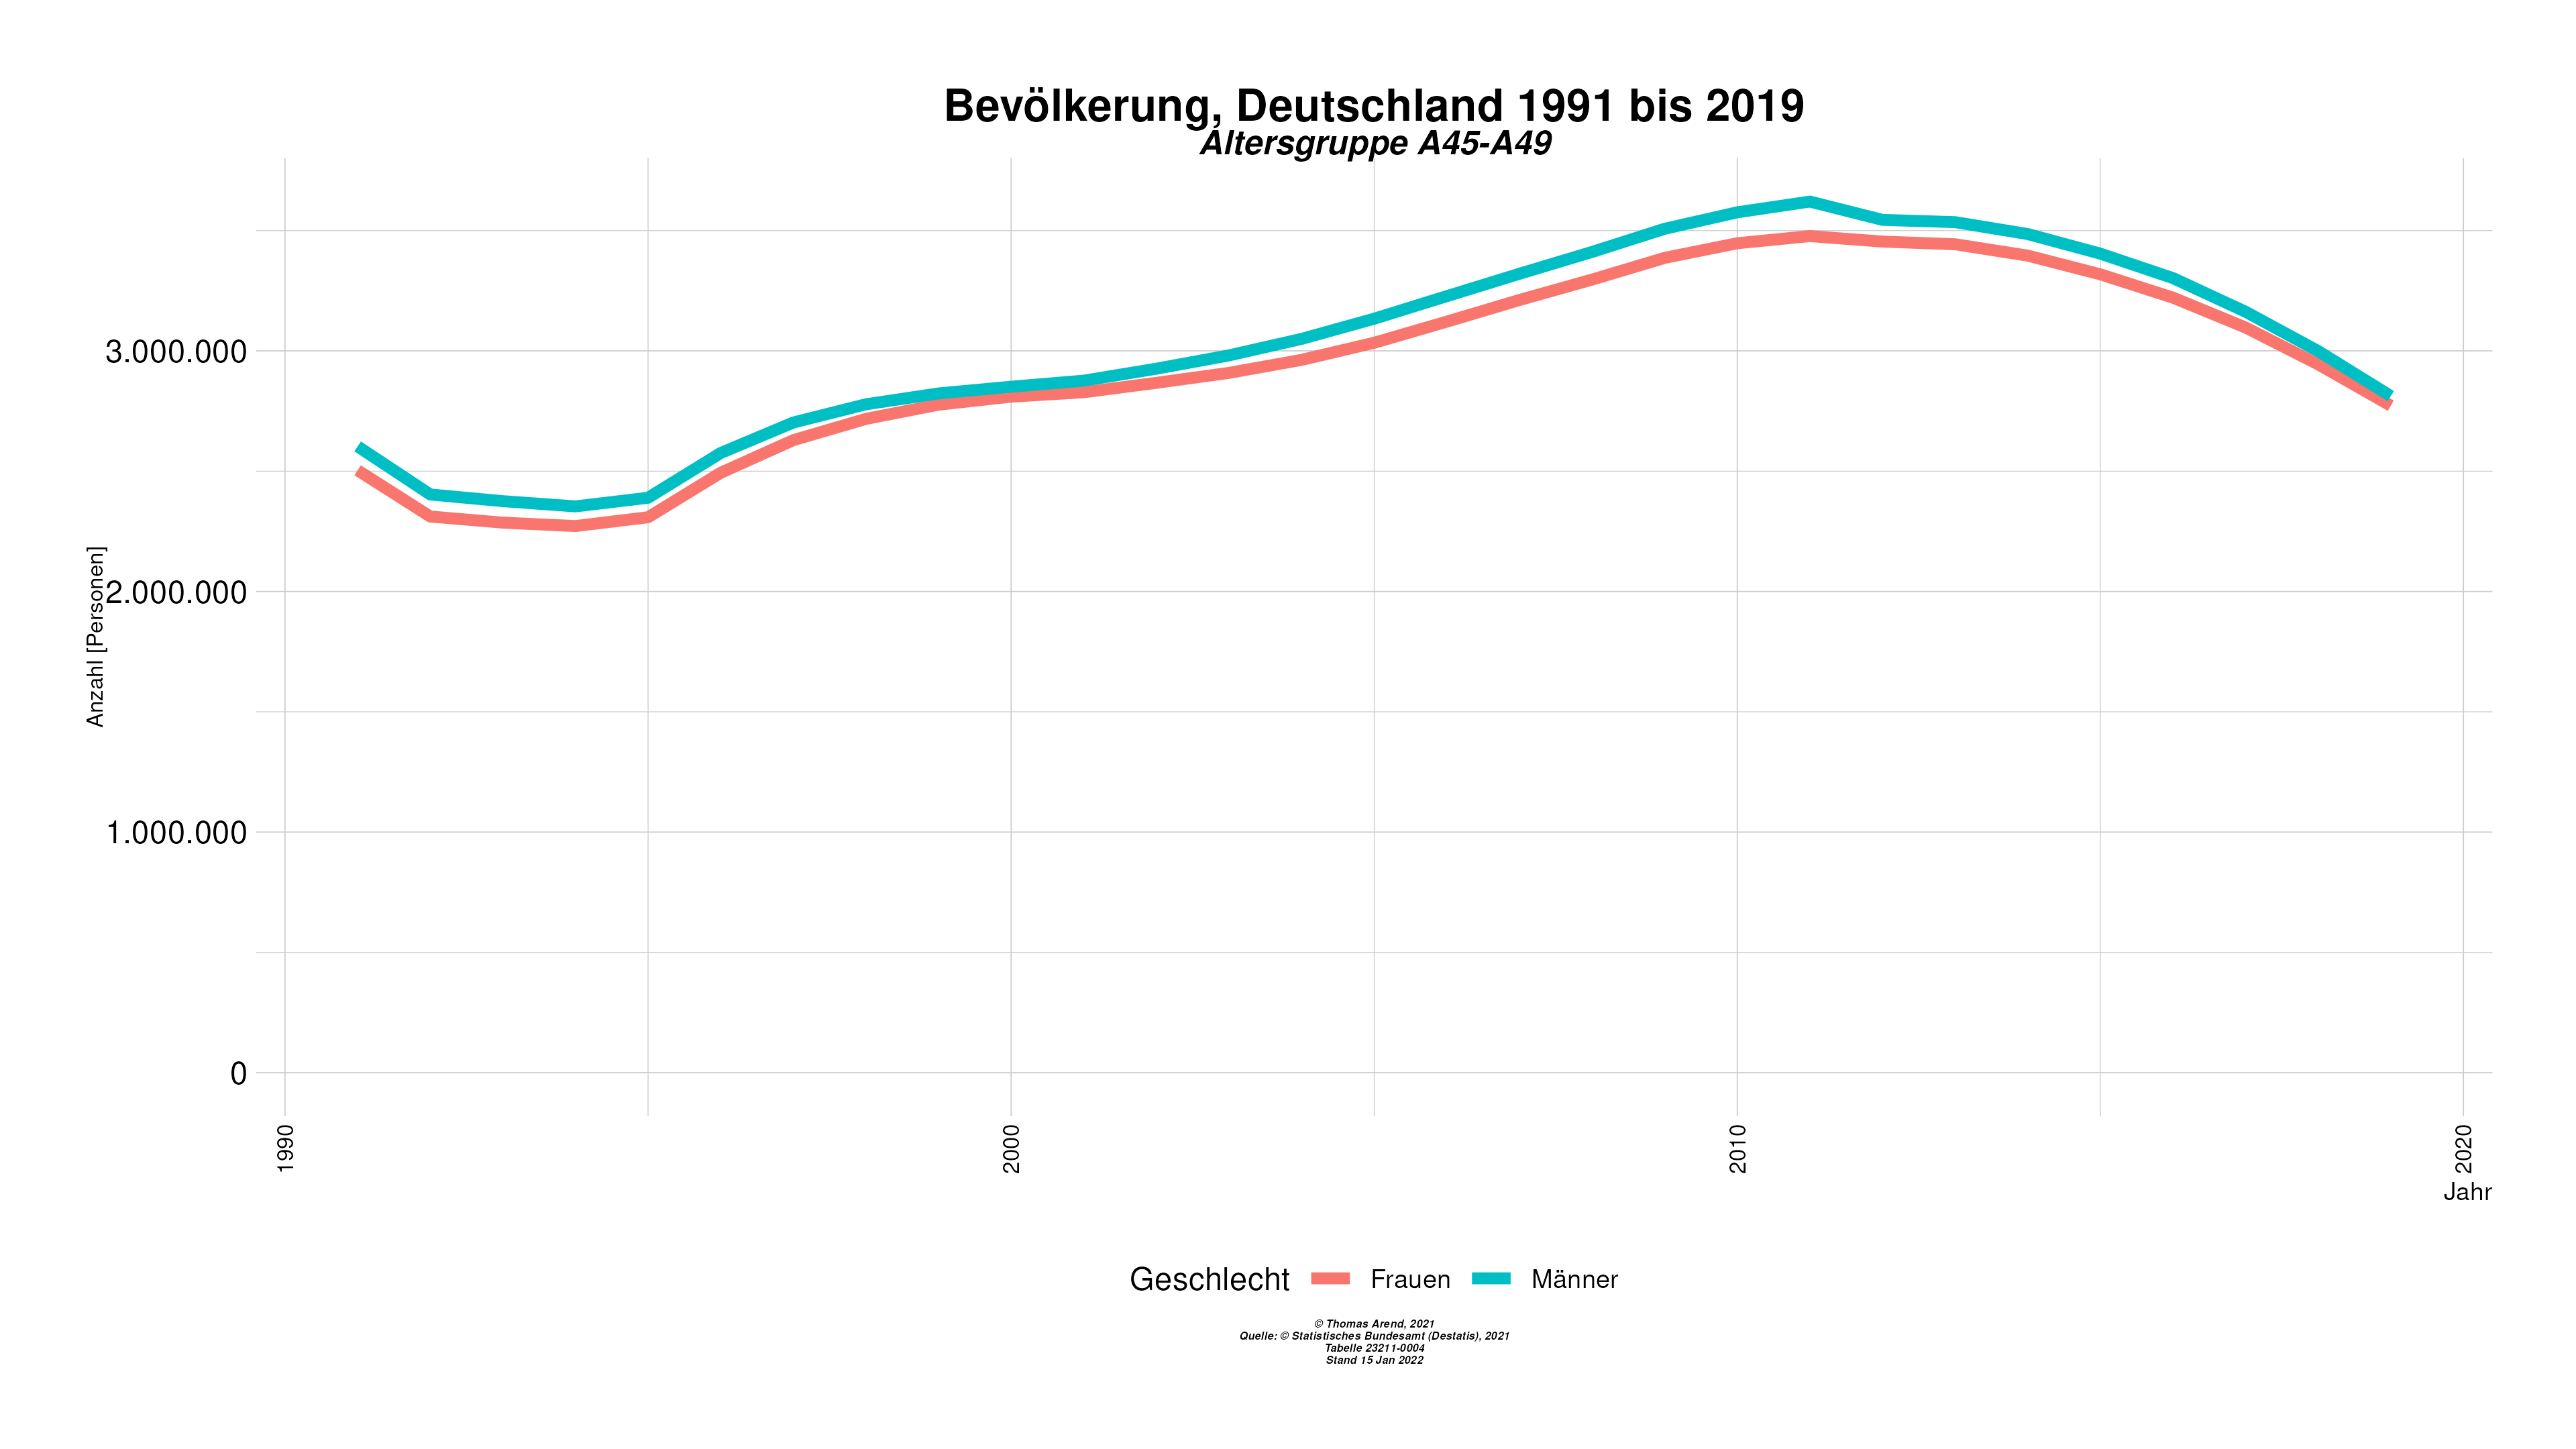 Bevölkerung, Deutschland 1991 bis 2019
Altersgruppe A45-A49
Anzahl [Personen]
3.000.000
2.000.000
1.000.000
0
1990
2000
2010
2020
Jahr
Geschlecht Frauen Männer
© Thomas Arend, 2021
Quelle: © Statistisches Bundesamt (Destatis), 2021
Tabelle 23211-0004
Stand 15 Jan 2022